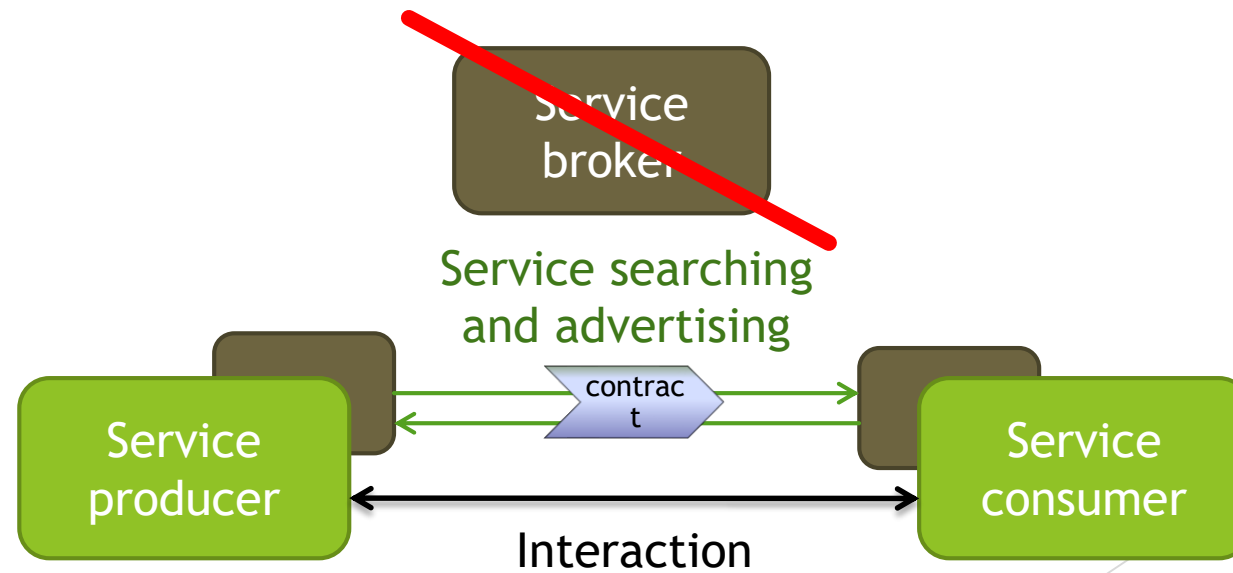 Service
broker
Service searching
and advertising
contrac
t
Service
producer
Service
consumer
Interaction